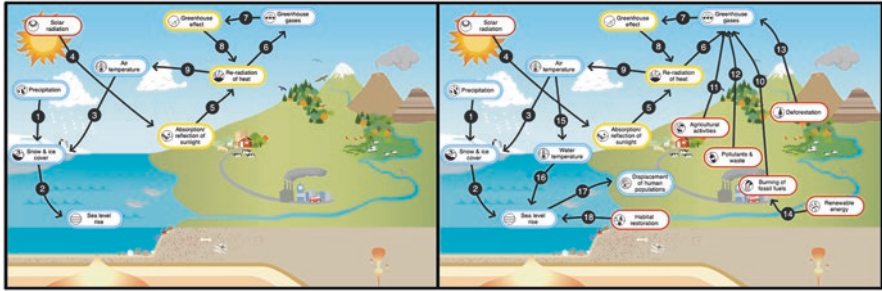 Solar
radiation
Greenhouse
effect
7
Greenhouse
gases
4
8
6
Air
temperature
9
Re-radiation
of heat
Precipitation
1
3
5
Absorption/
reflection of
sunlight
Snow & ice
cover
2
Sea level
rise
Solar
radiation
Greenhouse
effect
7
Greenhouse
gases
4
8
6
13
Air
temperature
9
Re-radiation
of heat
12
10
11
Precipitation
1
3
15
5
Deforestation
Absorption/
reflection of
sunlight
Agricultural
activities
Snow & ice
cover
Water
temperature
Pollutants &
waste
2
16
17
Displacement
of human
populations
Burning of
fossil fuels
Sea level
rise
18
Habitat
restoration
14
Renewable
energy